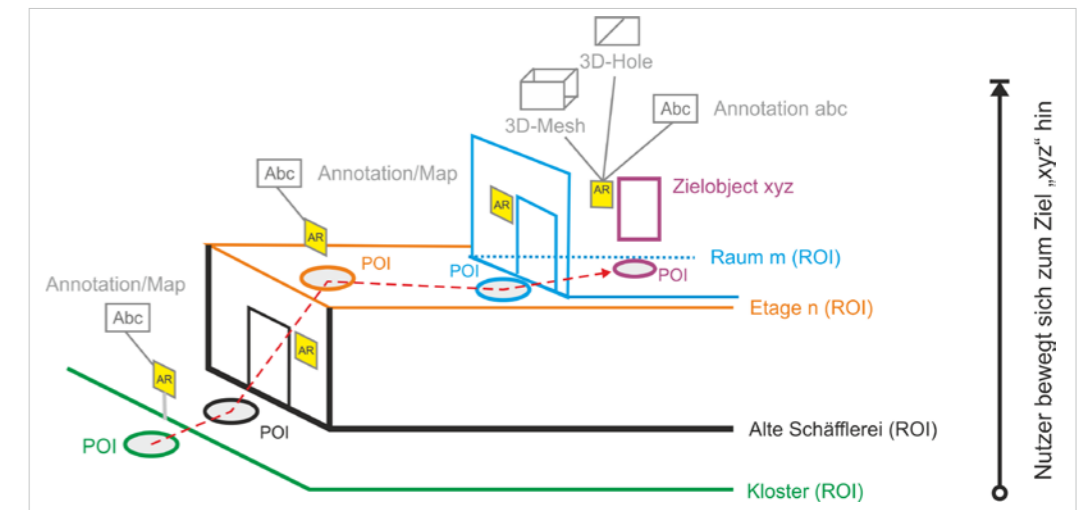 3D-Hole
3D-Mesh
Abc
Annotation abc
Abc
Annotation/Map
AR
AR
Zielobject xyz
AR
POI
POI
POI
Raum m (ROI)
Annotation/Map
Abc
Etage n (ROI)
AR
AR
POI
POI
Alte Schäfflerei (ROI)
Kloster (ROI)
Nutzer bewegt sich zum Ziel „xyz“ hin